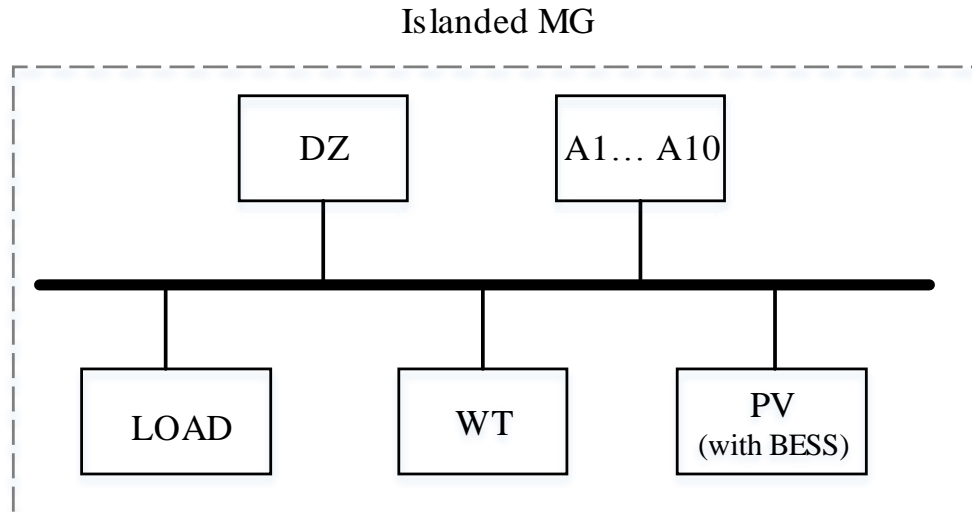 Islanded MG
DZ
A1... A10
LOAD
WT
PV
(with BESS)